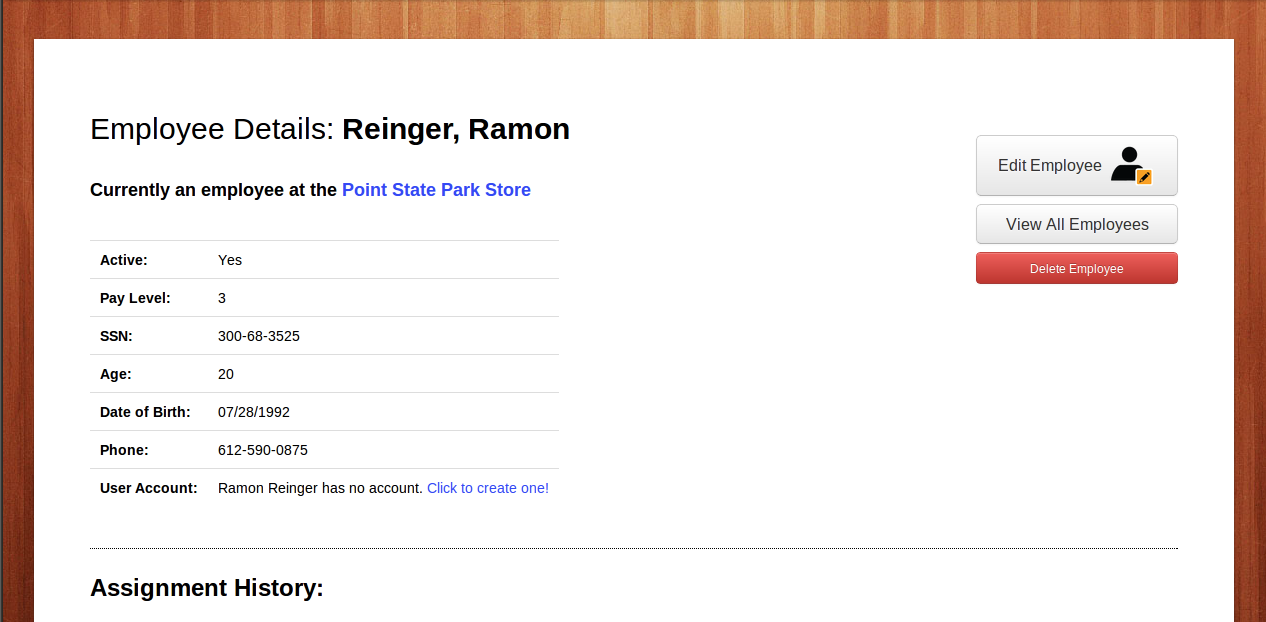 Employee Details: Reinger, Ramon
Edit Employee
Currently an employee at the Point State Park Store
View All Employees
Delete Employee
Active: Yes
Pay Level: 3
SSN: 300-68-3525
Age: 20
Date of Birth: 07/28/1992
Phone: 612-590-0875
User Account: Ramon Reinger has no account. Click to create one!
Assignment History: